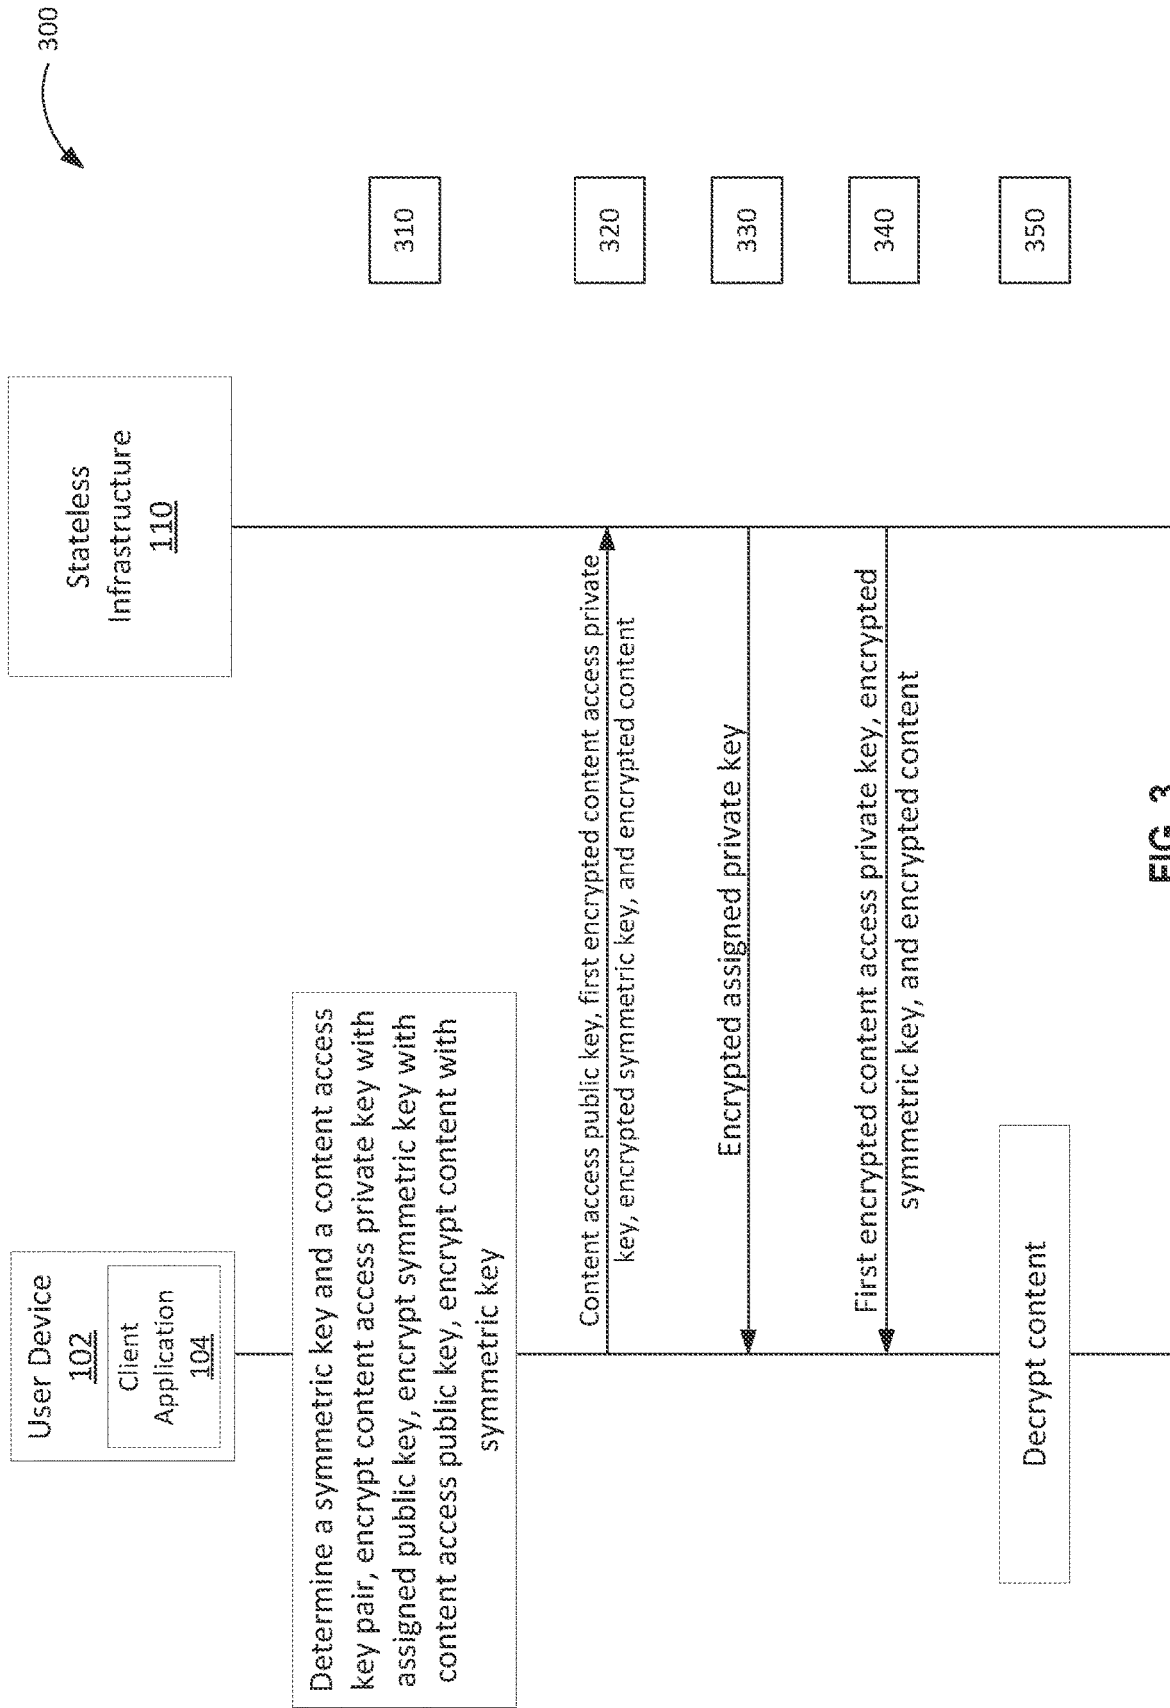 300
User Device
102
Client
Application
104
Stateless
Infrastructure
110
Determine a symmetric key and a content access
key pair, encrypt content access private key with
assigned public key, encrypt symmetric key with
content access public key, encrypt content with
symmetric key
310
Content access public key, first encrypted content access private
key, encrypted symmetric key, and encrypted content
320
Encrypted assigned private key
330
First encrypted content access private key, encrypted
symmetric key, and encrypted content
340
Decrypt content
350
FIG. 3